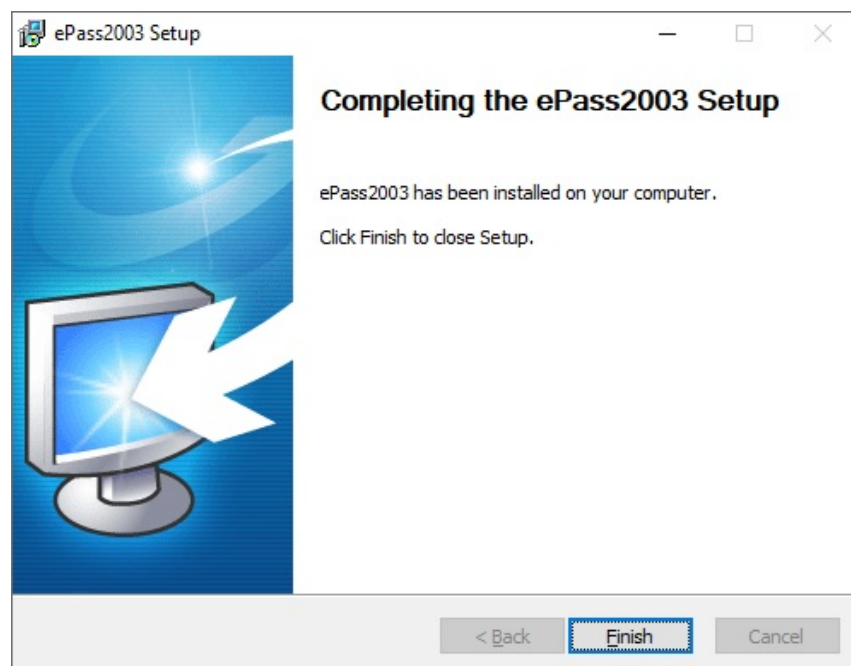 ePass2003 Setup
Completing the ePass2003 Setup
ePass2003 has been installed on your computer.
Click Finish to close Setup.
< Back Finish Cancel